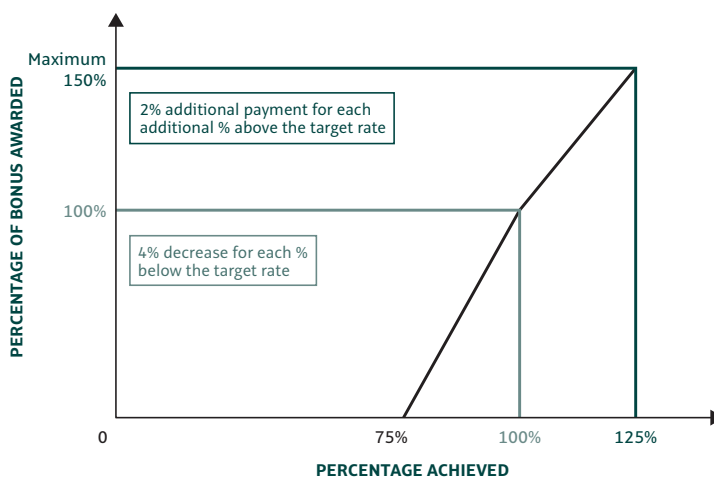 Maximum
150%
2% additional payment for each
additional % above the target rate
PERCENTAGE OF BONUS AWARDED
100%
4% decrease for each %
below the target rate
0
75%
100%
125%
PERCENTAGE ACHIEVED